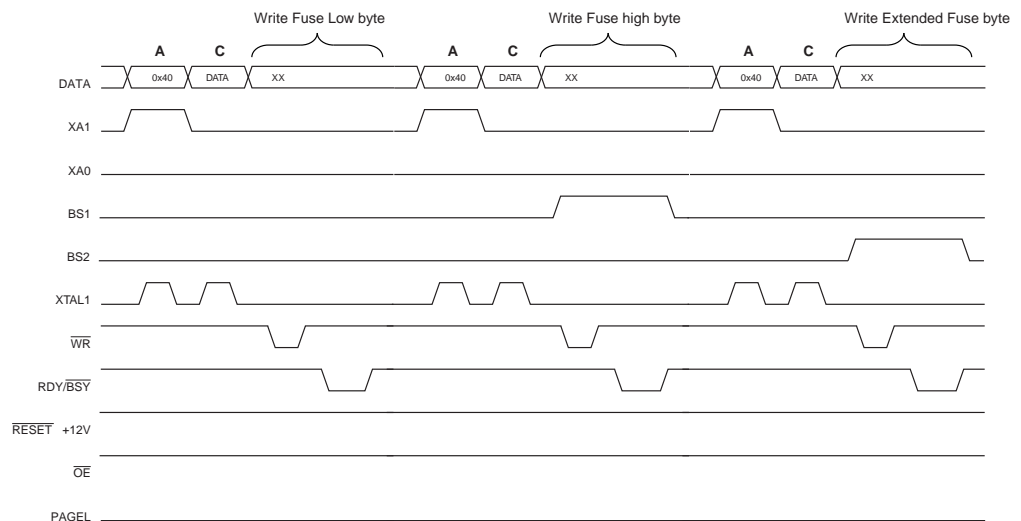 Write Fuse Low byte Write Fuse high byte Write Extended Fuse byte
A C A C A C
DATA 0x40 DATA XX 0x40 DATA XX 0x40 DATA XX
XA1
XA0
BS1
BS2
XTAL1
WR
RDY/BSY
RESET +12V
OE
PAGEL